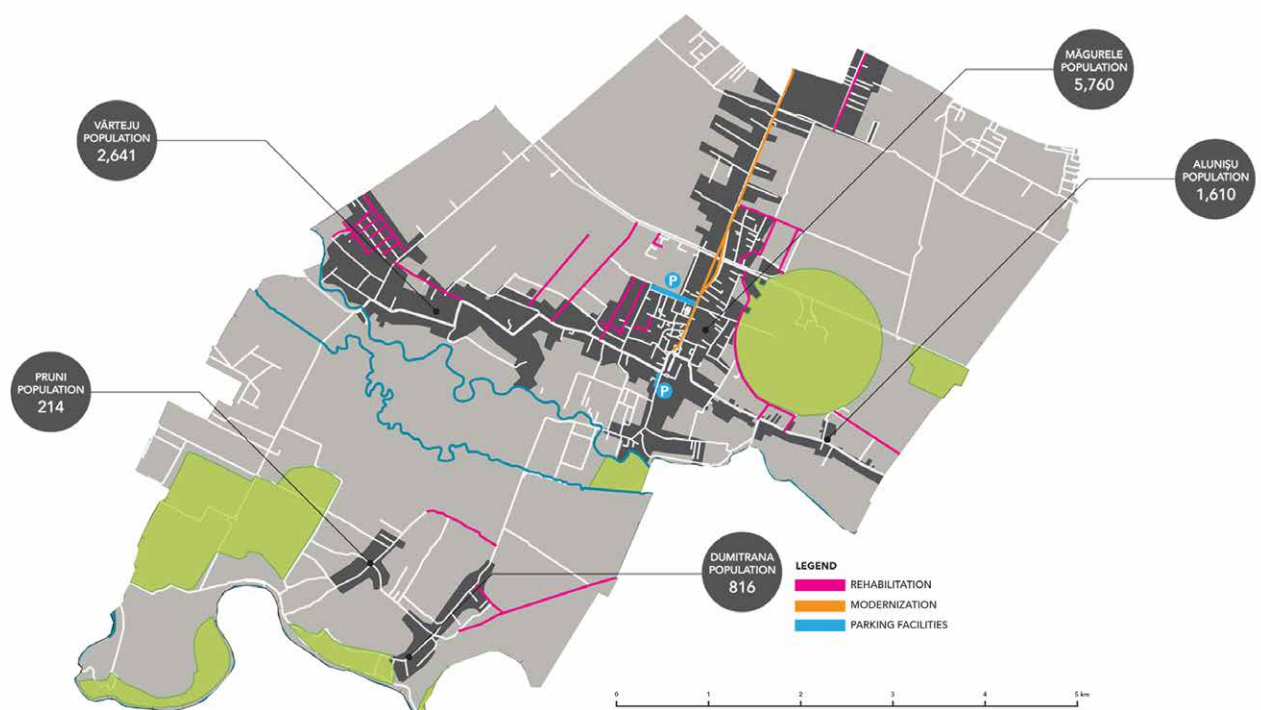 MĂGURELE
POPULATION
5,760
VÂRTEJU
POPULATION
2,641
ALUNIȘU
POPULATION
1,610
P
P
PRUNI
POPULATION
214
DUMITRANA
POPULATION
816
LEGEND
REHABILITATION
MODERNIZATION
PARKING FACILITIES
0 1 2 3 4 5 km